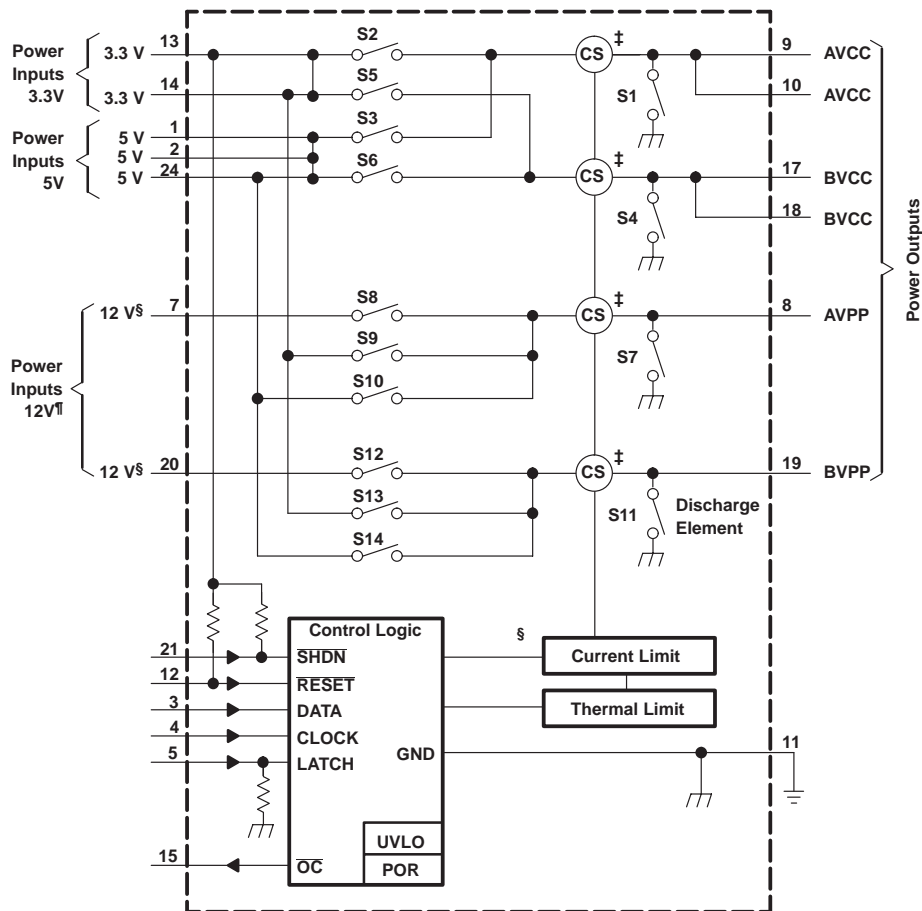 Power
Inputs
3.3V
13
3.3 V
14
3.3 V
Power
Inputs
5V
1
5 V
2
5 V
24
5 V
S2
S5
S3
S6
CS
‡
S1
9
AVCC
10
AVCC
CS
‡
S4
17
BVCC
18
BVCC
Power Outputs
Power
Inputs
12V¶
12 V§
7
S8
S9
S10
CS
‡
S7
8
AVPP
12 V§
20
S12
S13
S14
CS
‡
S11
Discharge
Element
19
BVPP
Control Logic
21
SHDN
12
RESET
3
DATA
4
CLOCK
5
LATCH
GND
UVLO
POR
15
OC
§
Current Limit
Thermal Limit
11